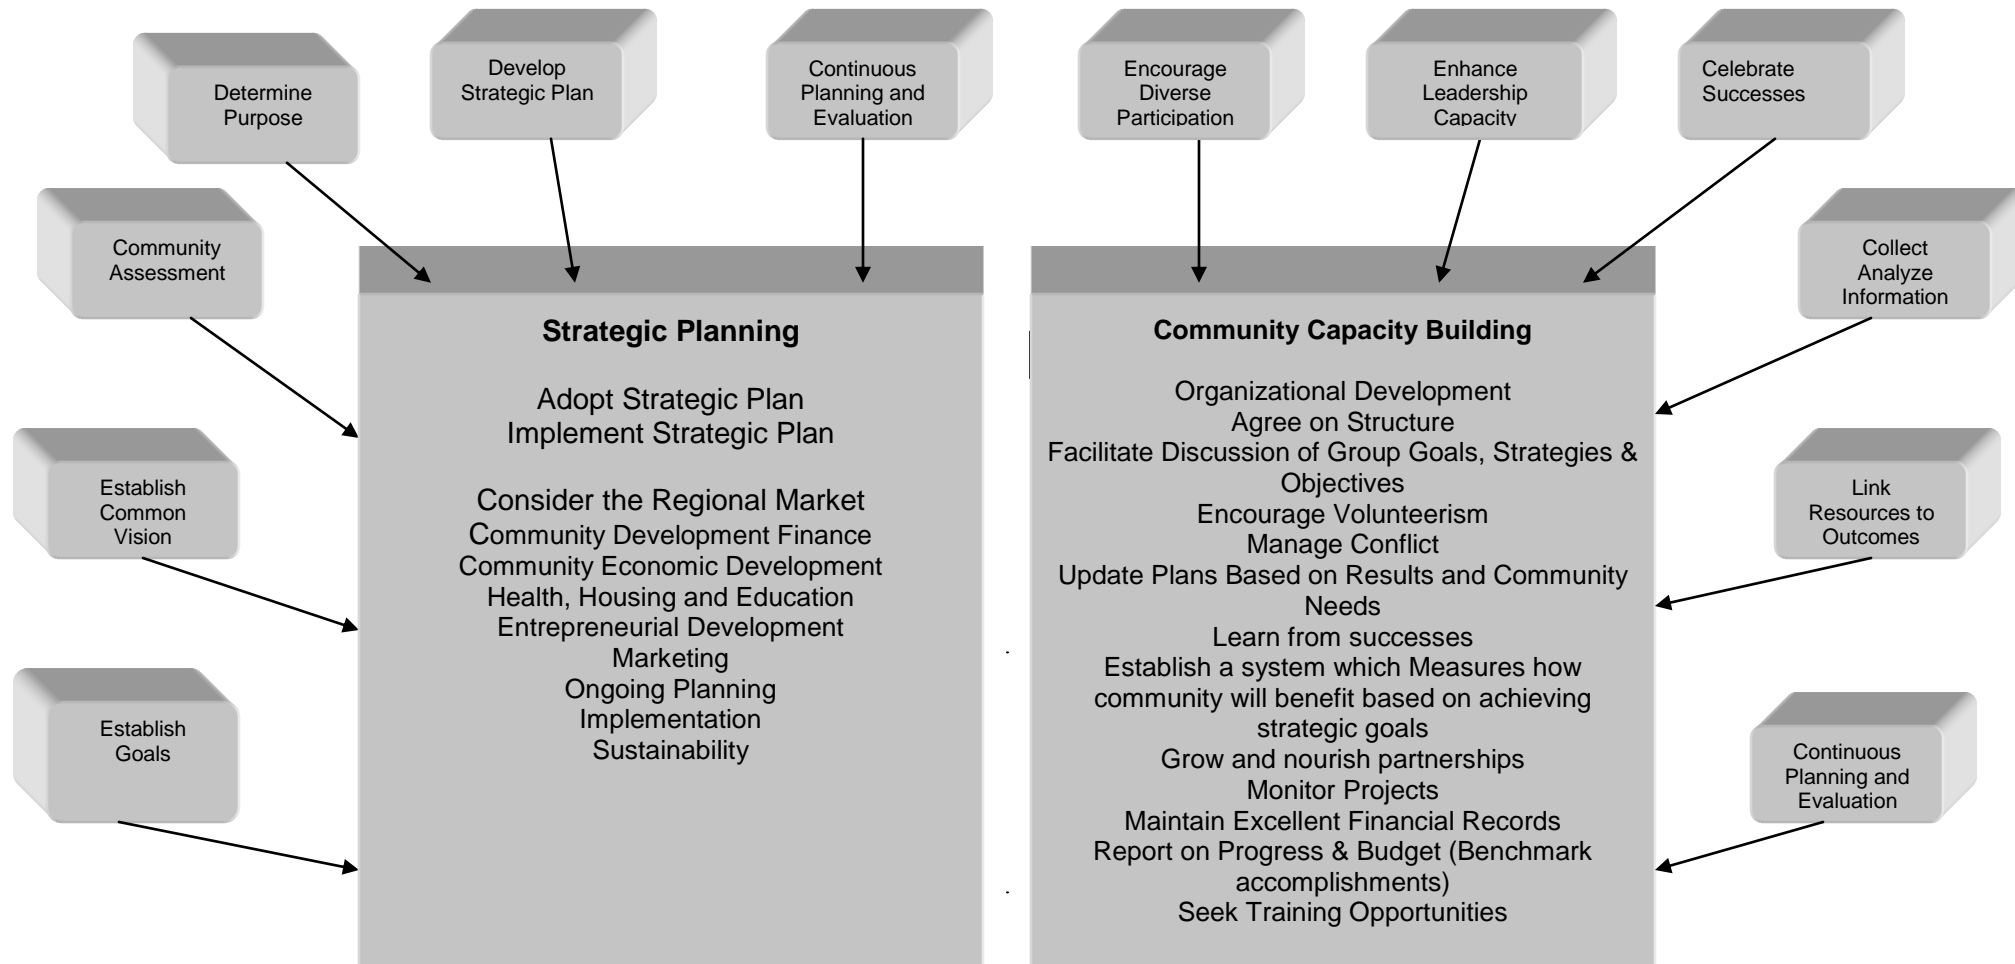 Determine
Purpose
Develop
Strategic Plan
Continuous
Planning and
Evaluation
Encourage
Diverse
Participation
Enhance
Leadership
Capacity
Celebrate
Successes
Community
Assessment
Establish
Common
Vision
Establish
Goals
Strategic Planning
Adopt Strategic Plan
Implement Strategic Plan
Consider the Regional Market
Community Development Finance
Community Economic Development
Health, Housing and Education
Entrepreneurial Development
Marketing
Ongoing Planning
Implementation
Sustainability
Community Capacity Building
Organizational Development
Agree on Structure
Facilitate Discussion of Group Goals, Strategies &
Objectives
Encourage Volunteerism
Manage Conflict
Update Plans Based on Results and Community
Needs
Learn from successes
Establish a system which Measures how
community will benefit based on achieving
strategic goals
Grow and nourish partnerships
Monitor Projects
Maintain Excellent Financial Records
Report on Progress & Budget (Benchmark
accomplishments)
Seek Training Opportunities
Collect
Analyze
Information
Link
Resources to
Outcomes
Continuous
Planning and
Evaluation